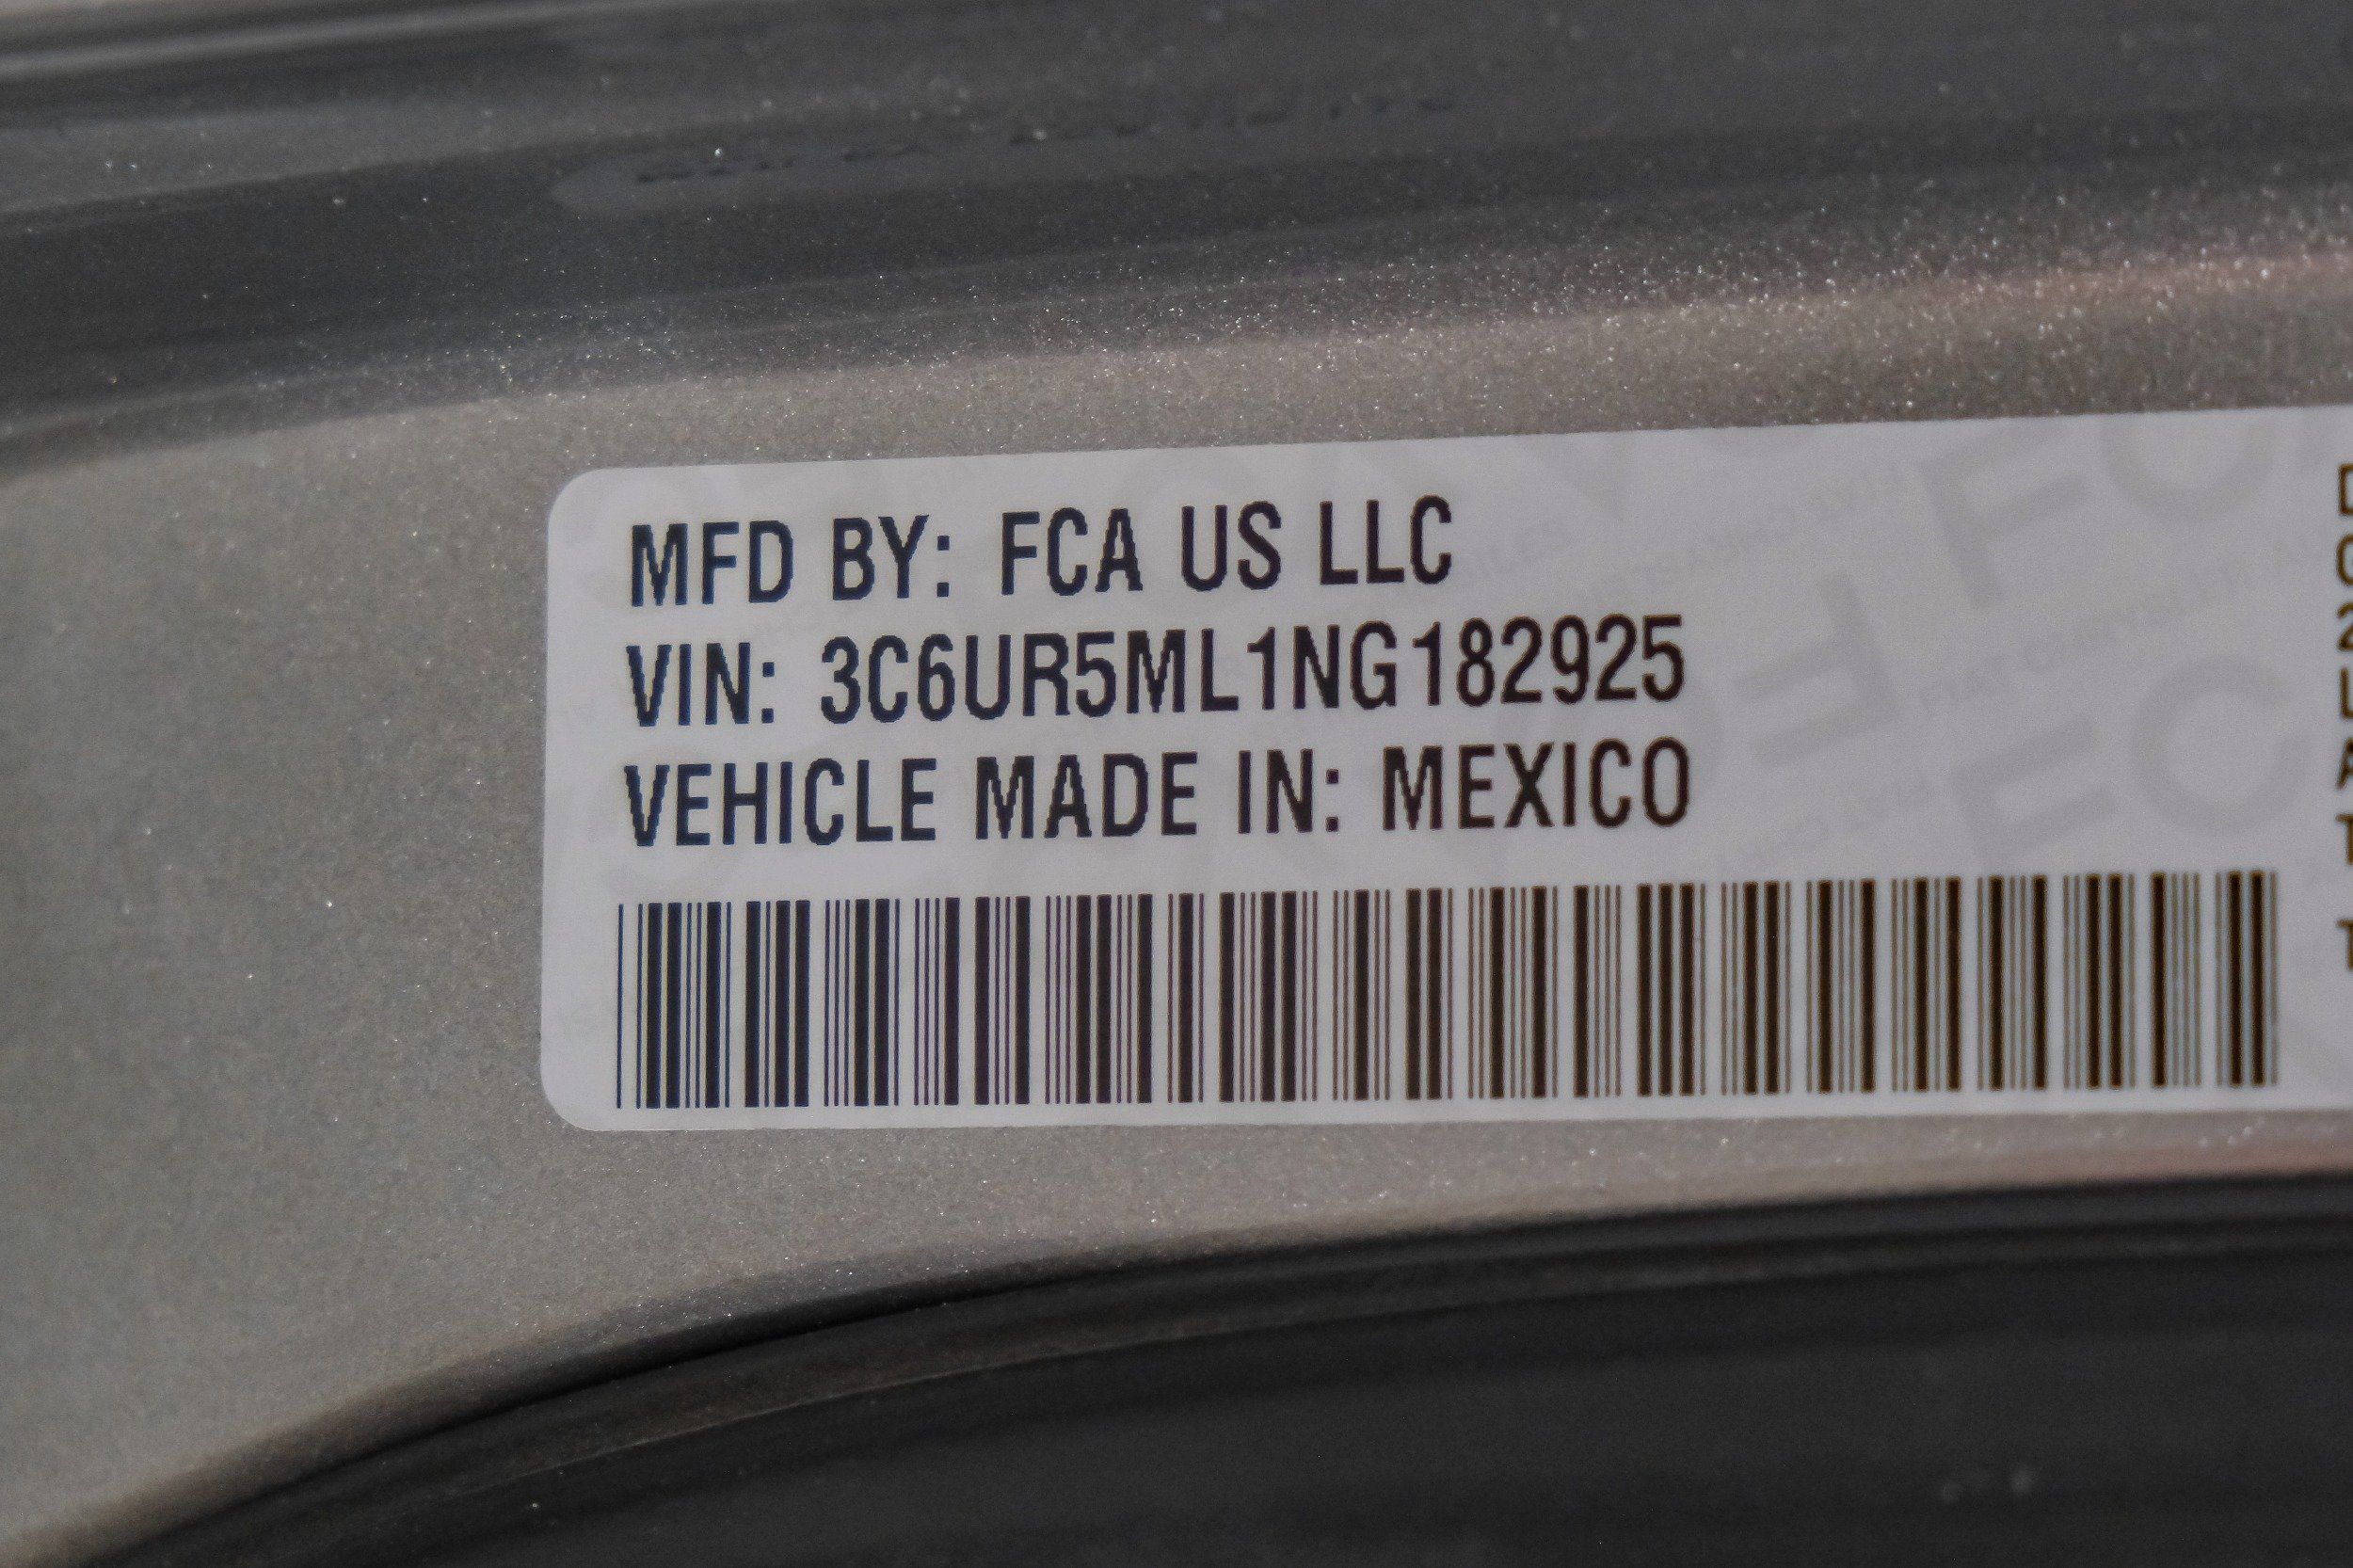 MFD BY: FCA US LLC
VIN: 3C6UR5ML1NG182925
VEHICLE MADE IN: MEXICO